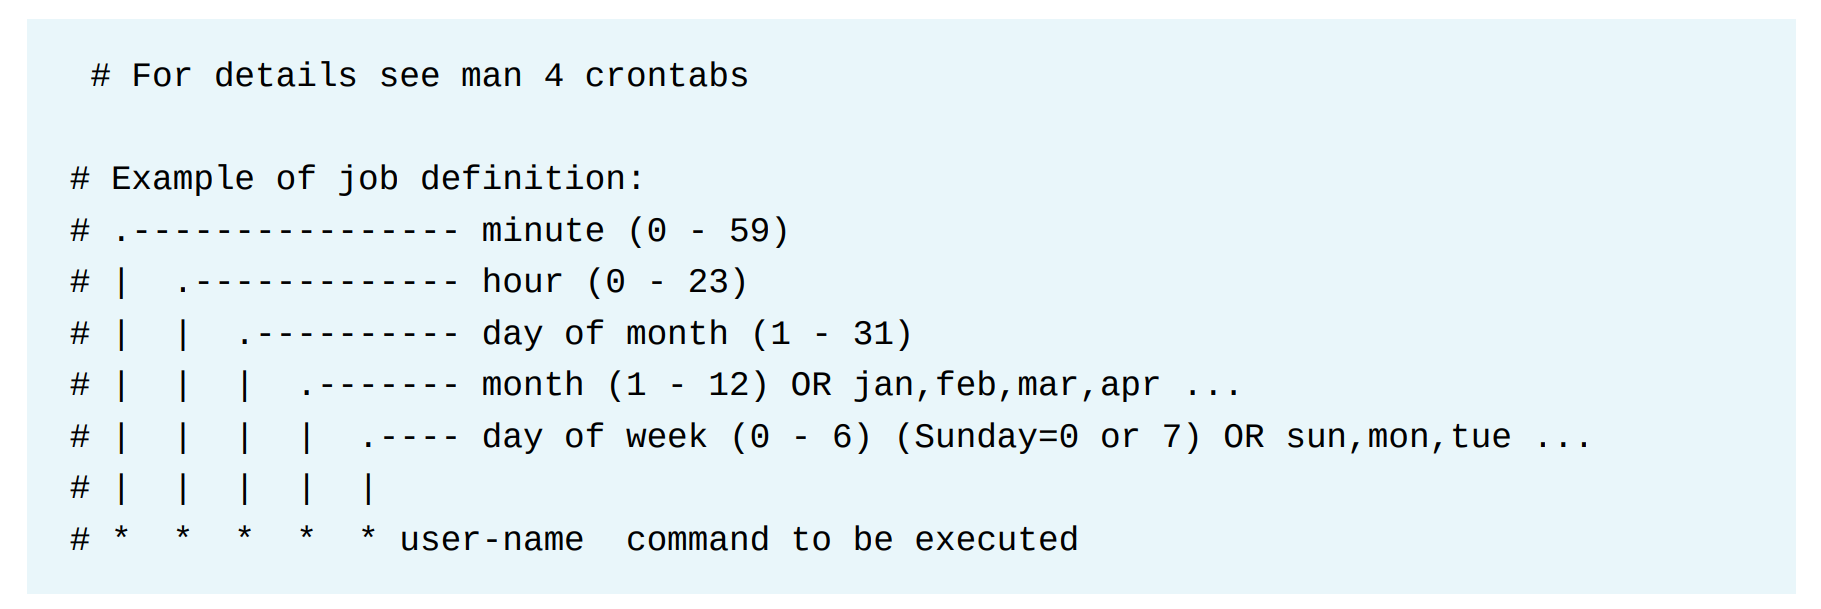 # For details see man 4 crontabs
# Example of job definition:
# .---------------- minute (0 - 59)
# |  .------------- hour (0 - 23)
# |  |  .---------- day of month (1 - 31)
# |  |  |  .------- month (1 - 12) OR jan,feb,mar,apr ...
# |  |  |  |  .---- day of week (0 - 6) (Sunday=0 or 7) OR sun,mon,tue ...
# |  |  |  |  |
# *  *  *  *  * user-name  command to be executed